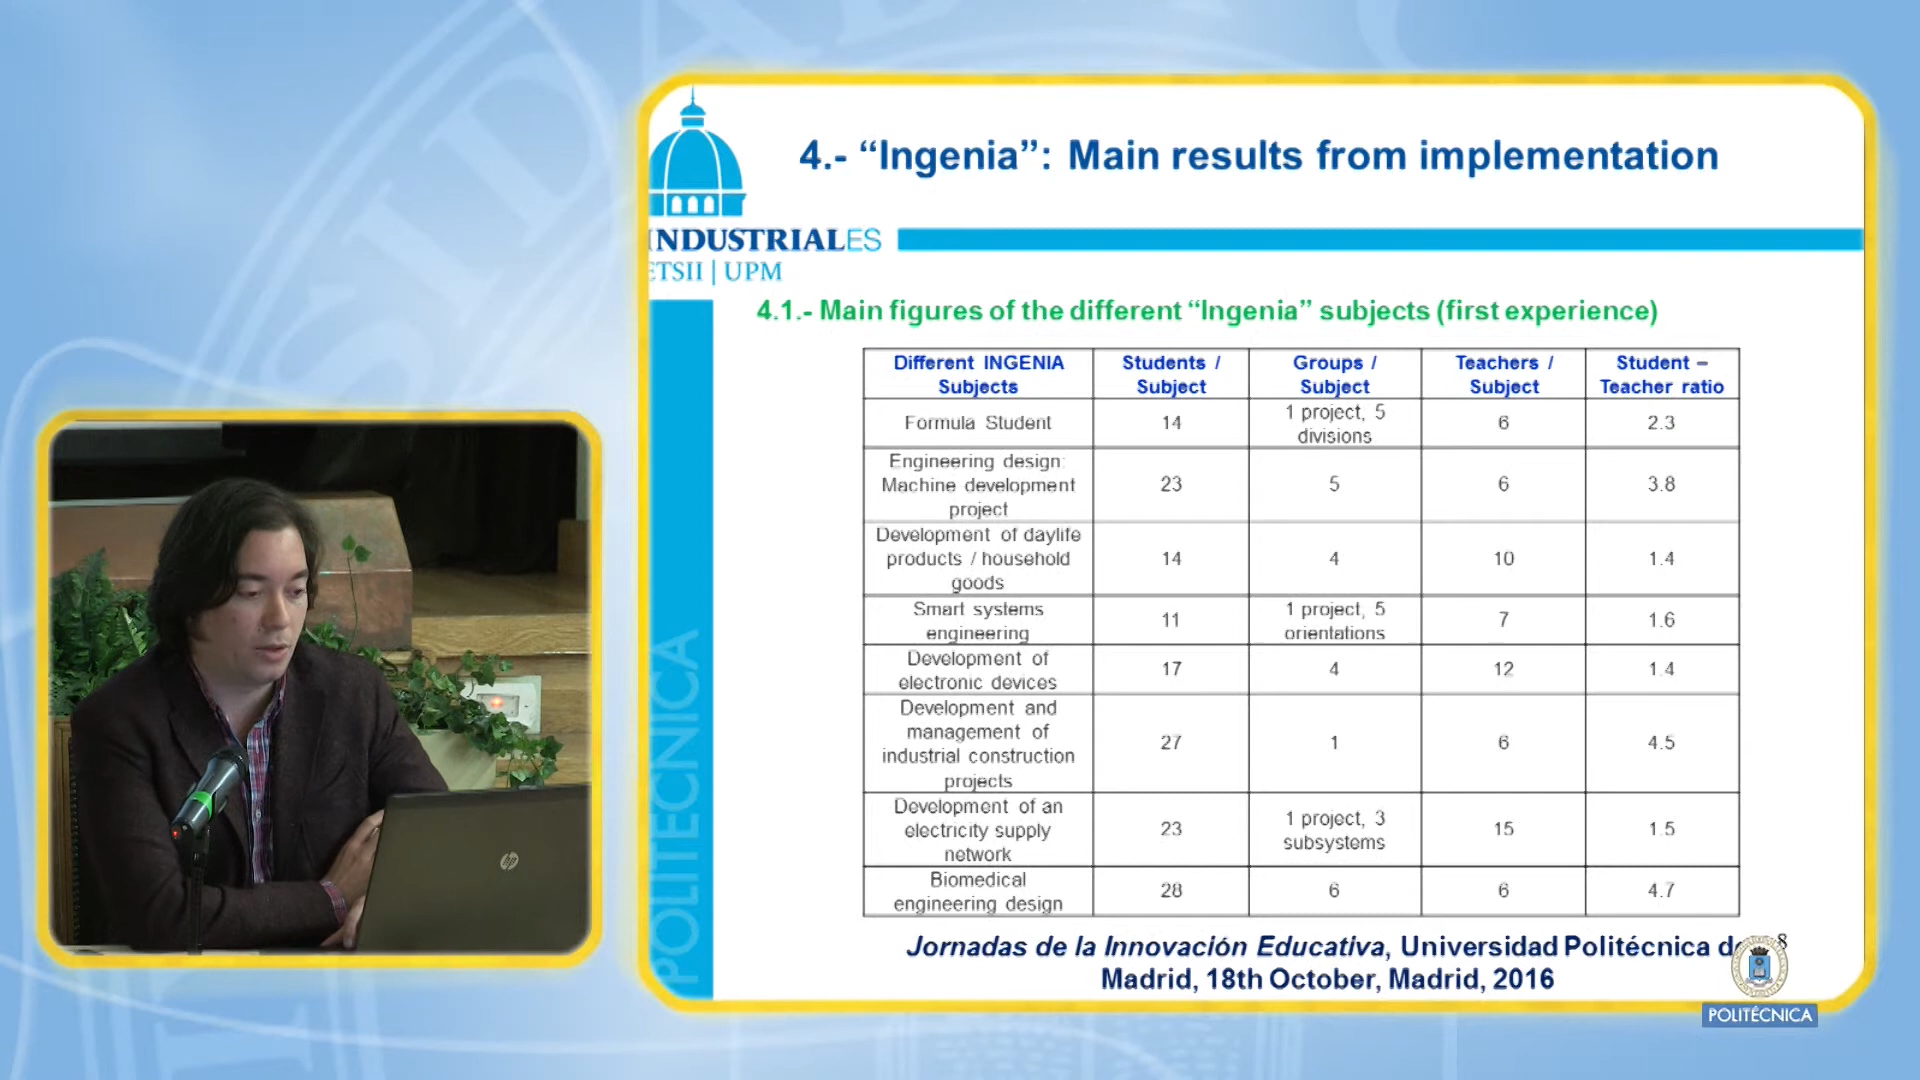 4.- “Ingenia”: Main results from implementation
INDUSTRIALES
ETSII | UPM
4.1.- Main figures of the different “Ingenia” subjects (first experience)
Different INGENIA Subjects
Students / Subject
Groups / Subject
Teachers / Subject
Student – Teacher ratio
Formula Student
14
1 project, 5 divisions
6
2.3
Engineering design: Machine development project
23
5
6
3.8
Development of daylife products / household goods
14
4
10
1.4
Smart systems engineering
11
1 project, 5 orientations
7
1.6
Development of electronic devices
17
4
12
1.4
Development and management of industrial construction projects
27
1
6
4.5
Development of an electricity supply network
23
1 project, 3 subsystems
15
1.5
Biomedical engineering design
28
6
6
4.7
POLITÉCNICA
hp
Jornadas de la Innovación Educativa, Universidad Politécnica de
Madrid, 18th October, Madrid, 2016
8
POLITÉCNICA